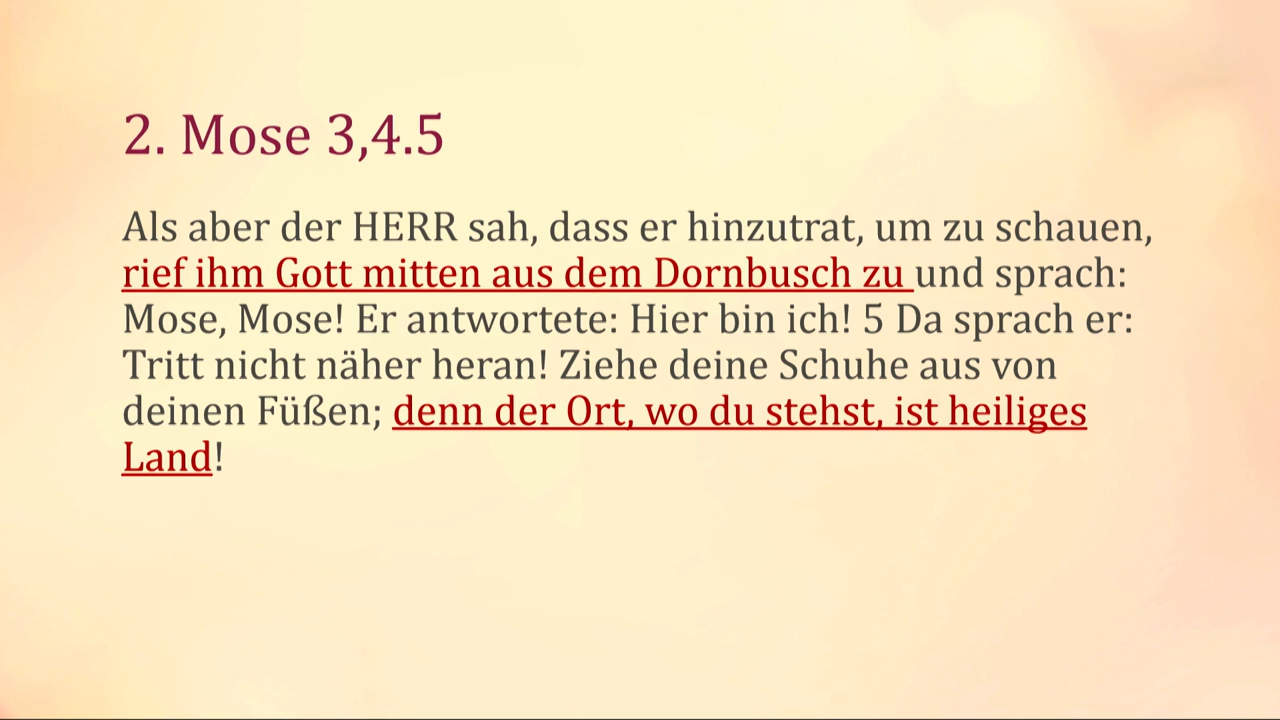 2. Mose 3,4.5
Als aber der HERR sah, dass er hinzutrat, um zu schauen,
rief ihm Gott mitten aus dem Dornbusch zu und sprach:
Mose, Mose! Er antwortete: Hier bin ich! 5 Da sprach er:
Tritt nicht näher heran! Ziehe deine Schuhe aus von
deinen Füßen; denn der Ort, wo du stehst, ist heiliges
Land!